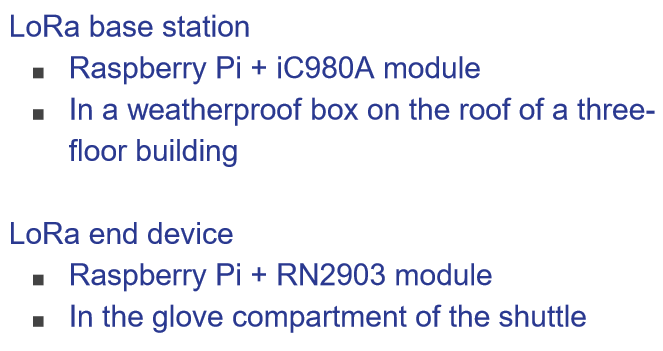 LoRa base station
▪ Raspberry Pi + iC980A module
▪ In a weatherproof box on the roof of a three-
floor building
LoRa end device
▪ Raspberry Pi + RN2903 module
▪ In the glove compartment of the shuttle